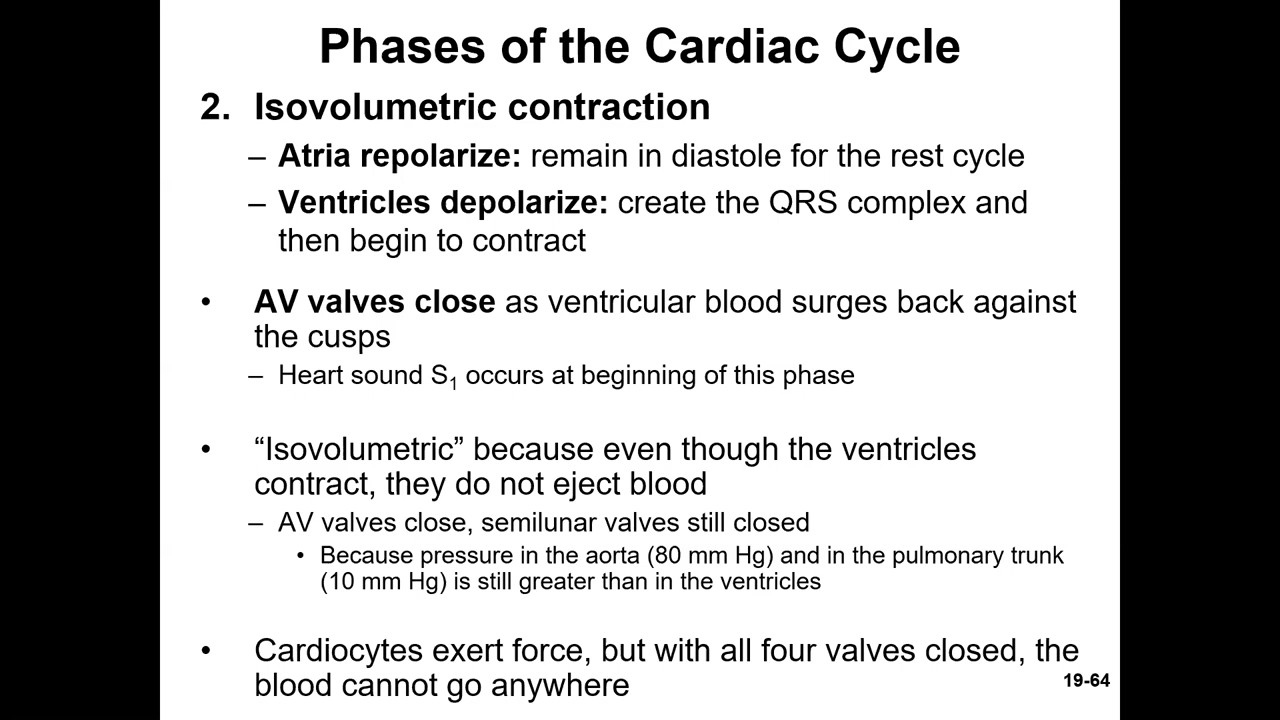 Phases of the Cardiac Cycle
2. Isovolumetric contraction
– Atria repolarize: remain in diastole for the rest cycle
– Ventricles depolarize: create the QRS complex and
then begin to contract
• AV valves close as ventricular blood surges back against
the cusps
– Heart sound S1 occurs at beginning of this phase
• “Isovolumetric” because even though the ventricles
contract, they do not eject blood
– AV valves close, semilunar valves still closed
• Because pressure in the aorta (80 mm Hg) and in the pulmonary trunk
(10 mm Hg) is still greater than in the ventricles
• Cardiocytes exert force, but with all four valves closed, the
blood cannot go anywhere
19-64